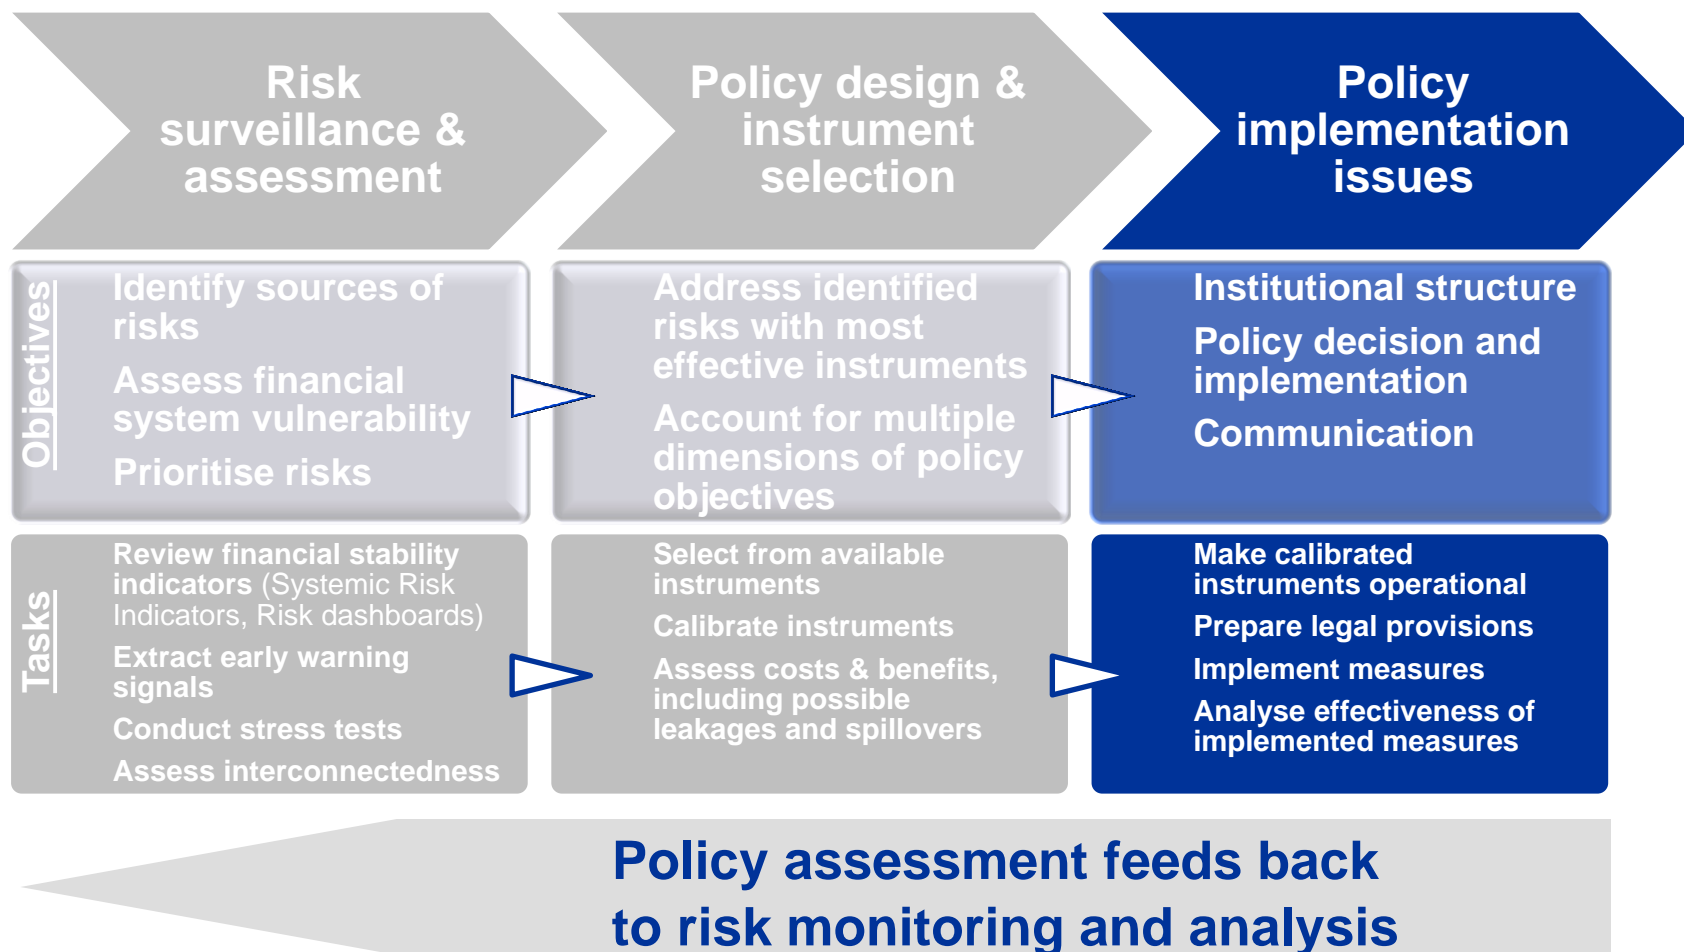 Risk
surveillance &
assessment
Policy design &
instrument
selection
Policy
implementation
issues
Objectives
Identify sources of
risks
Assess financial
system vulnerability
Prioritise risks
Address identified
risks with most
effective instruments
Account for multiple
dimensions of policy
objectives
Institutional structure
Policy decision and
implementation
Communication
Tasks
Review financial stability
indicators (Systemic Risk
Indicators, Risk dashboards)
Extract early warning
signals
Conduct stress tests
Assess interconnectedness
Select from available
instruments
Calibrate instruments
Assess costs & benefits,
including possible
leakages and spillovers
Make calibrated
instruments operational
Prepare legal provisions
Implement measures
Analyse effectiveness of
implemented measures
Policy assessment feeds back
to risk monitoring and analysis